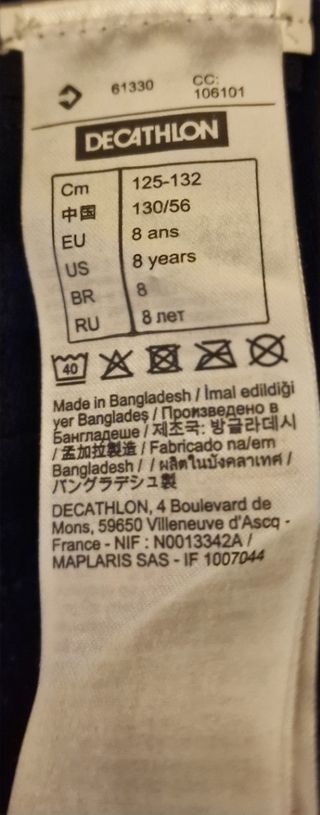 61330 CC: 106101
DECATHLON
Cm 125-132
中国 130/56
EU 8 ans
US 8 years
BR 8
RU 8 лет
40
Made in Bangladesh / İmal edildiği
yer Bangladeş / Произведено в
Бангладеше / 제조국: 방글라데시
/ 孟加拉製造 / Fabricado na/em
Bangladesh / / ผลิตในบังคลาเทศ /
バングラデシュ製
DECATHLON, 4 Boulevard de
Mons, 59650 Villeneuve d'Ascq -
France - NIF : N0013342A /
MAPLARIS SAS - IF 1007044